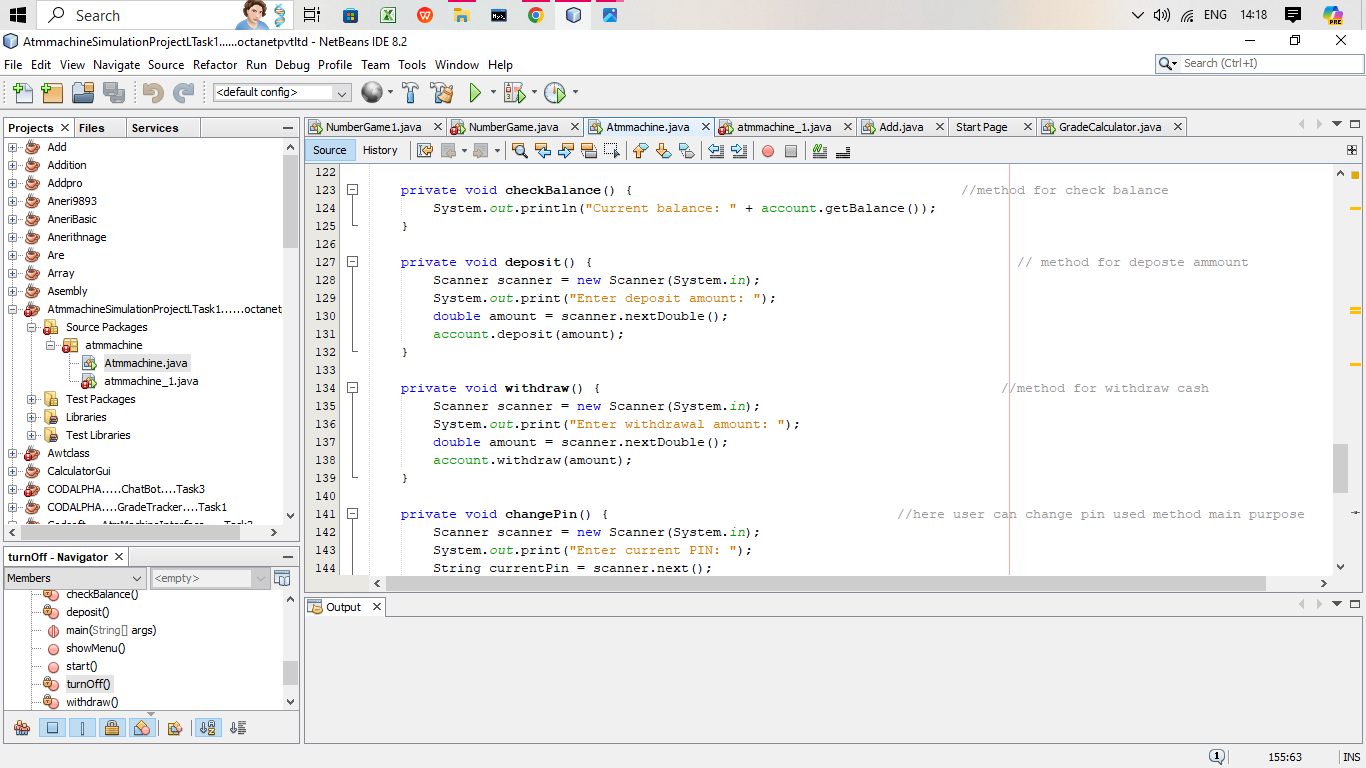 Search
ENG
14:18
PRE
AtmmachineSimulationProjectLTask1......octanetpvtltd - NetBeans IDE 8.2
File Edit View Navigate Source Refactor Run Debug Profile Team Tools Window Help
Search (Ctrl+I)
<default config>
Projects Files Services
Add
Addition
Addpro
Aneri9893
AneriBasic
Anerithnage
Are
Array
Asembly
AtmmachineSimulationProjectLTask1......octanet
Source Packages
atmmachine
Atmmachine.java
atmmachine_1.java
Test Packages
Libraries
Test Libraries
Awtclass
CalculatorGui
CODALPHA.....ChatBot....Task3
CODALPHA....GradeTracker....Task1
turnOff - Navigator
Members
<empty>
checkBalance()
deposit()
main(String[] args)
showMenu()
start()
turnOff()
withdraw()
NumberGame1.java NumberGame.java Atmmachine.java atmmachine_1.java Add.java Start Page GradeCalculator.java
Source History
122
123 private void checkBalance() { //method for check balance
124 System.out.println("Current balance: " + account.getBalance());
125 }
126
127 private void deposit() { // method for deposte ammount
128 Scanner scanner = new Scanner(System.in);
129 System.out.print("Enter deposit amount: ");
130 double amount = scanner.nextDouble();
131 account.deposit(amount);
132 }
133
134 private void withdraw() { //method for withdraw cash
135 Scanner scanner = new Scanner(System.in);
136 System.out.print("Enter withdrawal amount: ");
137 double amount = scanner.nextDouble();
138 account.withdraw(amount);
139 }
140
141 private void changePin() { //here user can change pin used method main purpose
142 Scanner scanner = new Scanner(System.in);
143 System.out.print("Enter current PIN: ");
144 String currentPin = scanner.next();
Output
1
155:63
INS